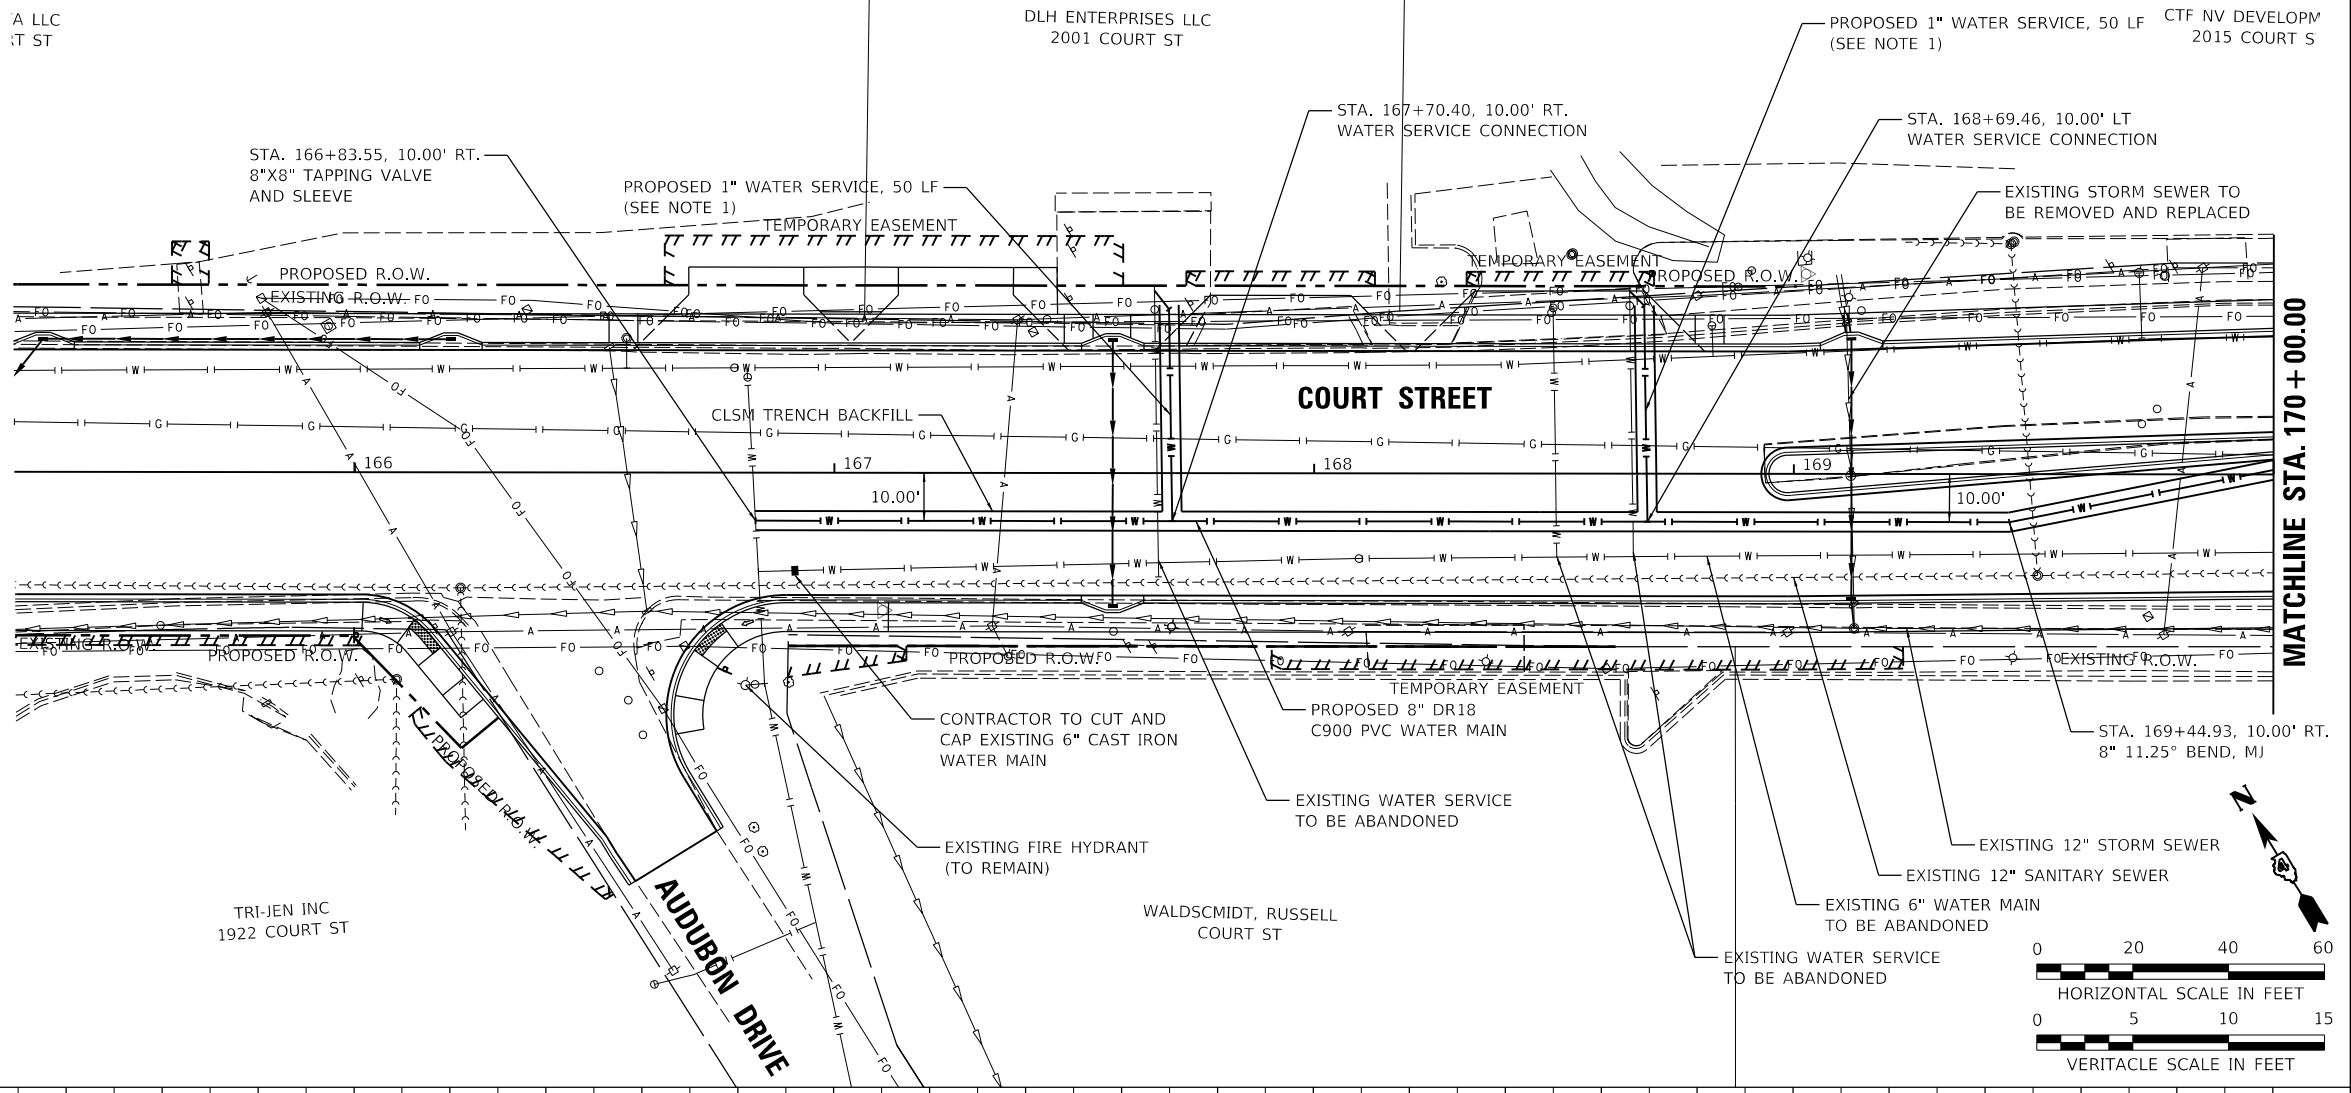 'A LLC
T ST
DLH ENTERPRISES LLC
2001 COURT ST
PROPOSED 1" WATER SERVICE, 50 LF
(SEE NOTE 1)
CTF NV DEVELOPM
2015 COURT S
STA. 167+70.40, 10.00' RT.
WATER SERVICE CONNECTION
STA. 168+69.46, 10.00' LT
WATER SERVICE CONNECTION
STA. 166+83.55, 10.00' RT.
8"X8" TAPPING VALVE
AND SLEEVE
PROPOSED 1" WATER SERVICE, 50 LF
(SEE NOTE 1)
TEMPORARY EASEMENT
EXISTING STORM SEWER TO
BE REMOVED AND REPLACED
PROPOSED R.O.W.
EXISTING R.O.W.
TEMPORARY EASEMENT
PROPOSED R.O.W.
COURT STREET
CLSM TRENCH BACKFILL
166
167
168
169
10.00'
10.00'
MATCHLINE STA. 170+00.00
EXISTING R.O.W.
PROPOSED R.O.W.
PROPOSED R.O.W.
EXISTING R.O.W.
TEMPORARY EASEMENT
PROPOSED R.O.W.
CONTRACTOR TO CUT AND
CAP EXISTING 6" CAST IRON
WATER MAIN
PROPOSED 8" DR18
C900 PVC WATER MAIN
STA. 169+44.93, 10.00' RT.
8" 11.25° BEND, MJ
EXISTING WATER SERVICE
TO BE ABANDONED
EXISTING FIRE HYDRANT
(TO REMAIN)
EXISTING 12" STORM SEWER
EXISTING 12" SANITARY SEWER
EXISTING 6" WATER MAIN
TO BE ABANDONED
EXISTING WATER SERVICE
TO BE ABANDONED
TRI-JEN INC
1922 COURT ST
AUDUBON DRIVE
WALDSCMIDT, RUSSELL
COURT ST
N
0 20 40 60
HORIZONTAL SCALE IN FEET
0 5 10 15
VERITACLE SCALE IN FEET